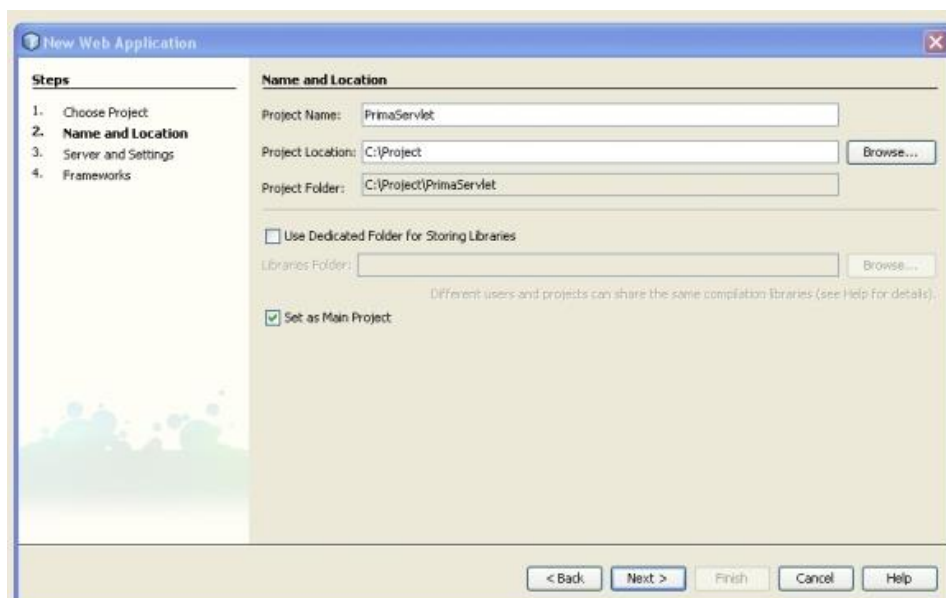 New Web Application
Steps
1. Choose Project
2. Name and Location
3. Server and Settings
4. Frameworks
Name and Location
Project Name: PrimaServlet
Project Location: C:\Project Browse...
Project Folder: C:\Project\PrimaServlet
Use Dedicated Folder for Storing Libraries
Libraries Folder: Browse...
Different users and projects can share the same compilation libraries (see Help for details).
Set as Main Project
< Back Next > Finish Cancel Help